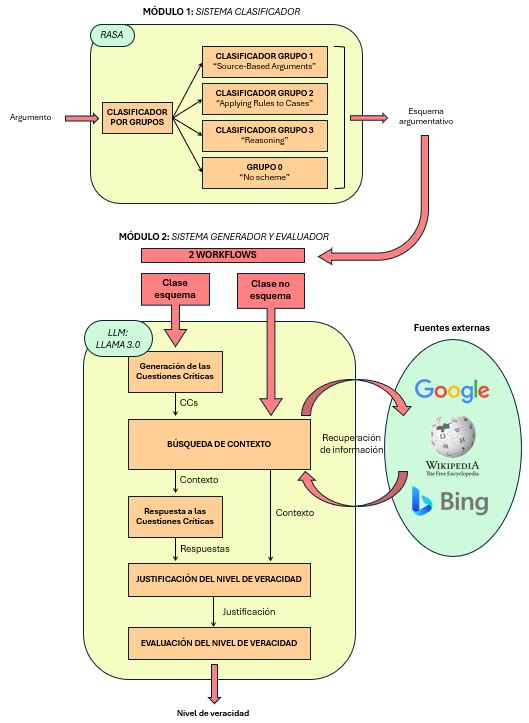 MÓDULO 1: SISTEMA CLASIFICADOR
RASA
CLASIFICADOR GRUPO 1
"Source-Based Arguments"
CLASIFICADOR GRUPO 2
"Applying Rules to Cases"
Argumento
CLASIFICADOR
POR GRUPOS
Esquema
argumentativo
CLASIFICADOR GRUPO 3
"Reasoning"
GRUPO 0
"No scheme"
MÓDULO 2: SISTEMA GENERADOR Y EVALUADOR
2 WORKFLOWS
Clase
esquema
Clase no
esquema
LLM:
LLAMA 3.0
Fuentes externas
Generación de las
Cuestiones Críticas
CCs
Google
BÚSQUEDA DE CONTEXTO
Recuperación
de información
WIKIPEDIA
The Free Encyclopedia
Contexto
Bing
Respuesta a las
Cuestiones Críticas
Contexto
Respuestas
JUSTIFICACIÓN DEL NIVEL DE VERACIDAD
Justificación
EVALUACIÓN DEL NIVEL DE VERACIDAD
Nivel de veracidad